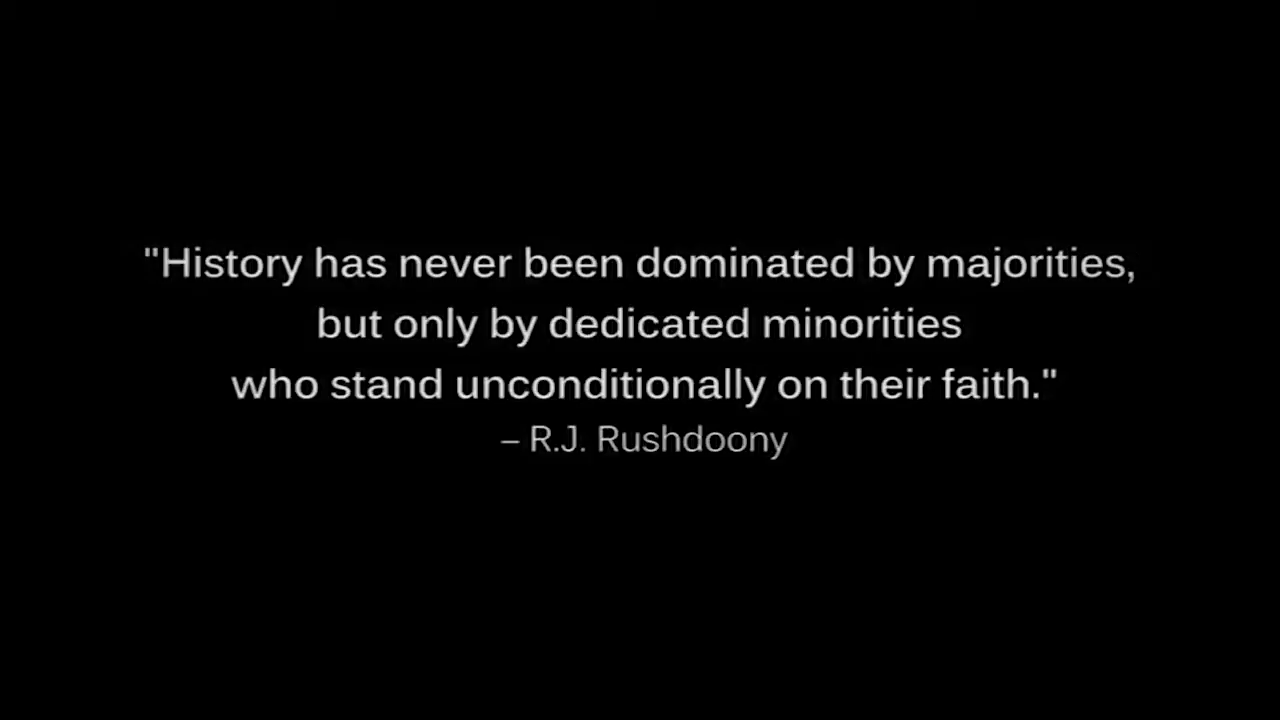 "History has never been dominated by majorities,
but only by dedicated minorities
who stand unconditionally on their faith."
– R.J. Rushdoony